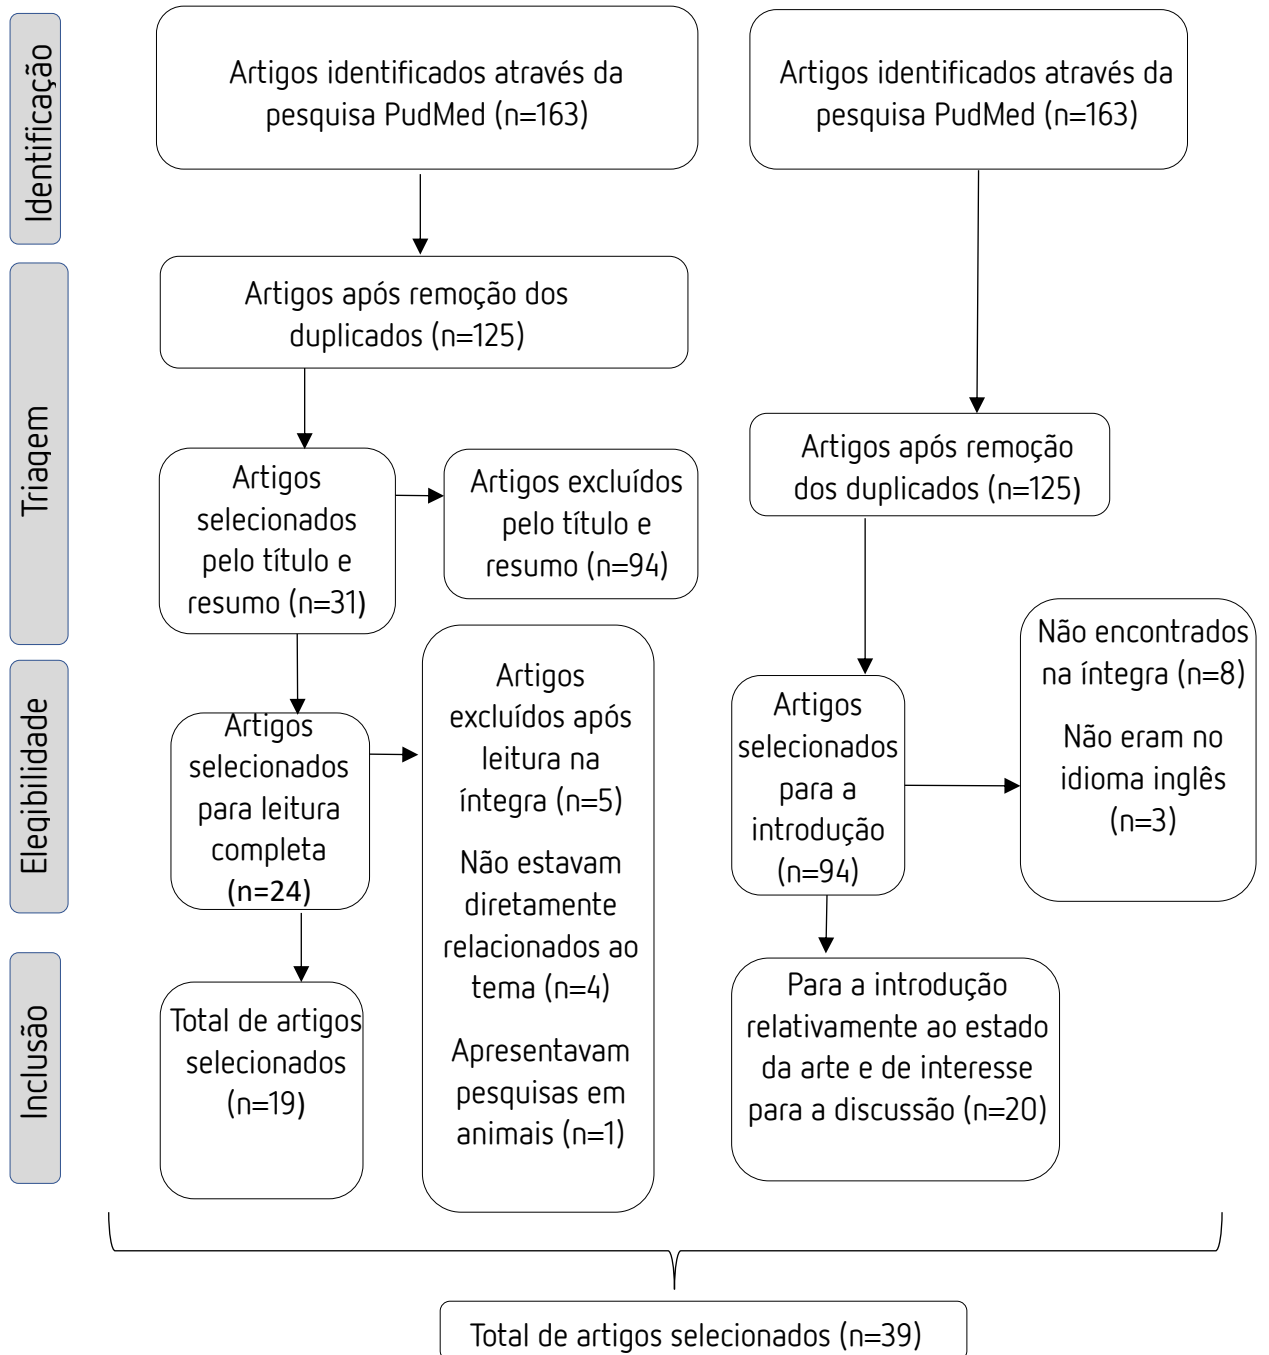 Identificação
Artigos identificados através da
pesquisa PudMed (n=163)
Artigos identificados através da
pesquisa PudMed (n=163)
Triagem
Artigos após remoção dos
duplicados (n=125)
Artigos
selecionados
pelo título e
resumo (n=31)
Artigos excluídos
pelo título e
resumo (n=94)
Artigos após remoção
dos duplicados (n=125)
Elegibilidade
Artigos
selecionados
para leitura
completa
(n=24)
Artigos
excluídos após
leitura na
íntegra (n=5)
Não estavam
diretamente
relacionados ao
tema (n=4)
Apresentavam
pesquisas em
animais (n=1)
Artigos
selecionados
para a
introdução
(n=94)
Não encontrados
na íntegra (n=8)
Não eram no
idioma inglês
(n=3)
Inclusão
Total de artigos
selecionados
(n=19)
Para a introdução
relativamente ao estado
da arte e de interesse
para a discussão (n=20)
Total de artigos selecionados (n=39)